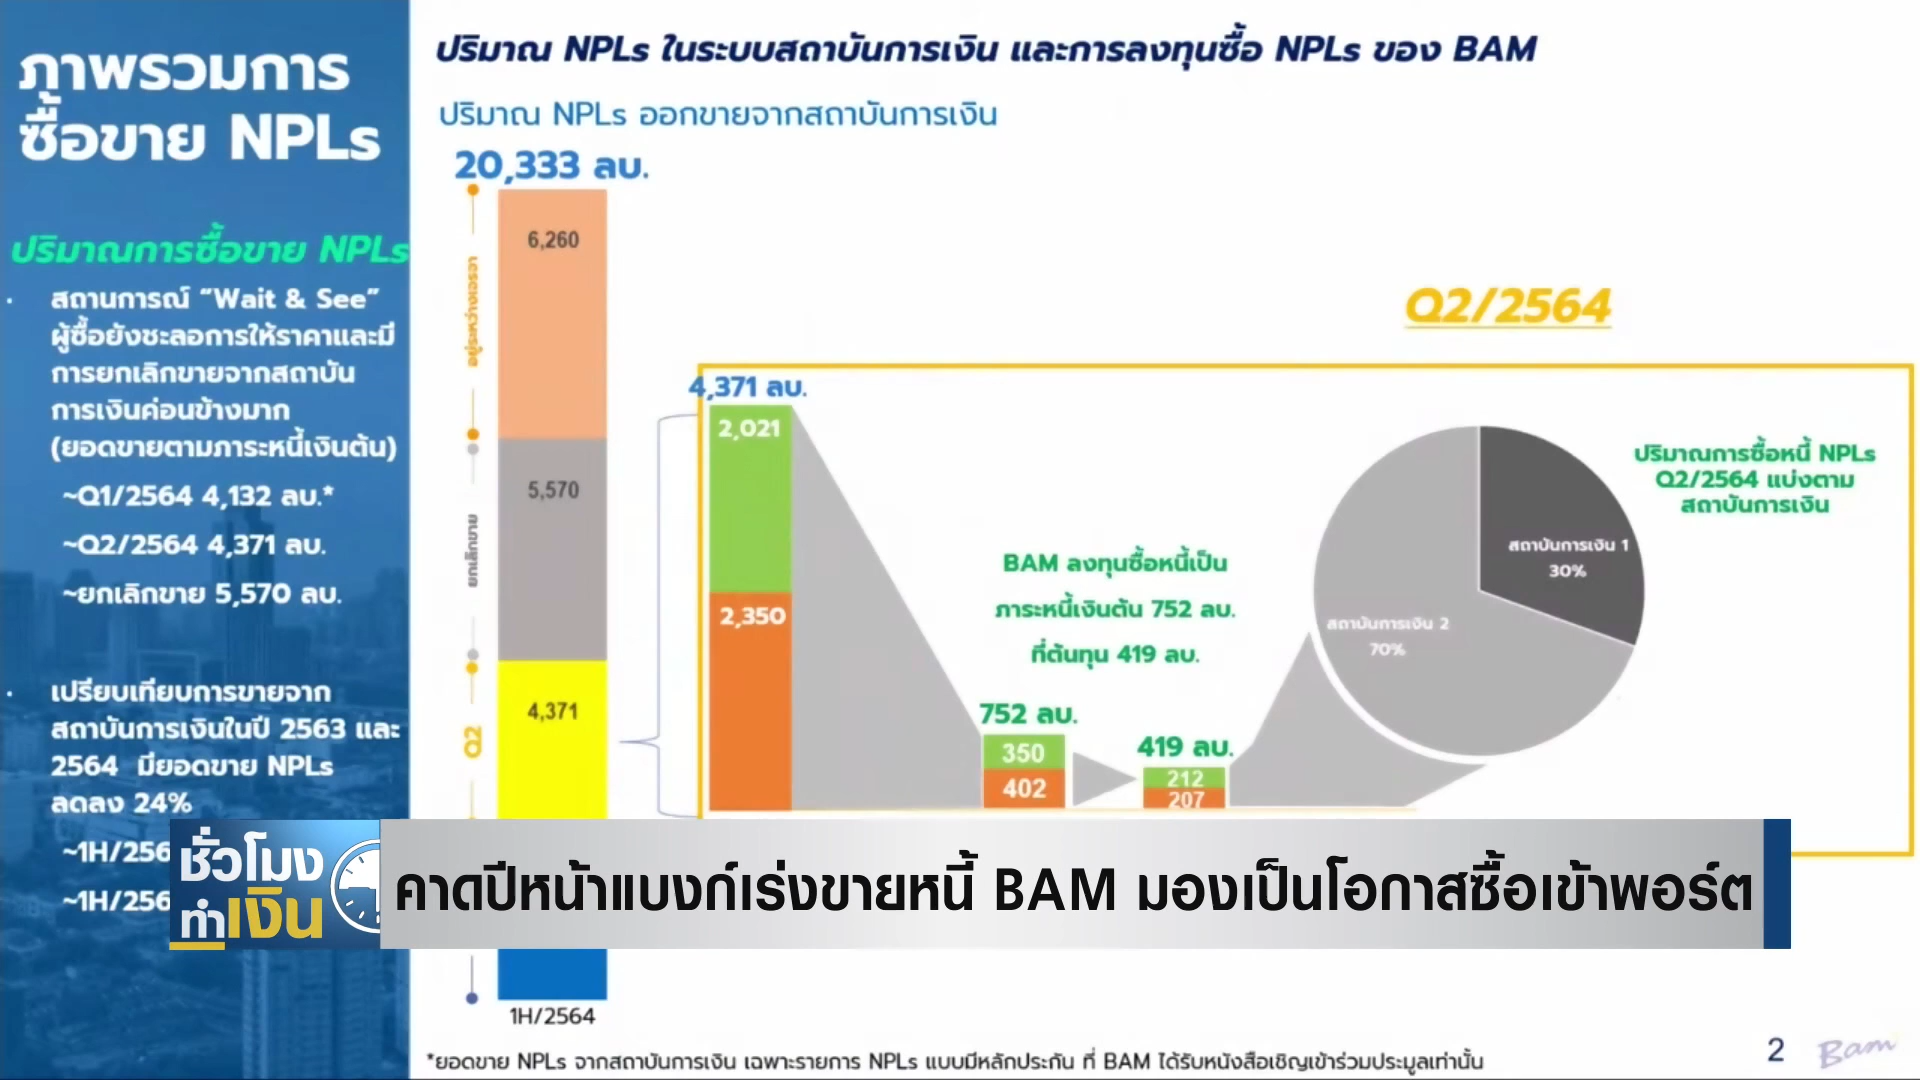 ภาพรวมการ
ซื้อขาย NPLs
ปริมาณการซื้อขาย NPLs
· สถานการณ์ “Wait & See”
ผู้ซื้อยังชะลอการให้ราคาและมี
การยกเลิกขายจากสถาบัน
การเงินค่อนข้างมาก
(ยอดขายตามภาระหนี้เงินต้น)
~Q1/2564 4,132 ลบ.*
~Q2/2564 4,371 ลบ.
~ยกเลิกขาย 5,570 ลบ.
· เปรียบเทียบการขายจาก
สถาบันการเงินในปี 2563 และ
2564 มียอดขาย NPLs
ลดลง 24%
~1H/256
~1H/256
ปริมาณ NPLs ในระบบสถาบันการเงิน และการลงทุนซื้อ NPLs ของ BAM
ปริมาณ NPLs ออกขายจากสถาบันการเงิน
20,333 ลบ.
อยู่ระหว่างเจรจา
6,260
ยกเลิกขาย
5,570
Q2
4,371
1H/2564
Q2/2564
4,371 ลบ.
2,021
2,350
BAM ลงทุนซื้อหนี้เป็น
ภาระหนี้เงินต้น 752 ลบ.
ที่ต้นทุน 419 ลบ.
752 ลบ.
350
402
419 ลบ.
212
207
ปริมาณการซื้อหนี้ NPLs
Q2/2564 แบ่งตาม
สถาบันการเงิน
สถาบันการเงิน 1
30%
สถาบันการเงิน 2
70%
ชั่วโมง
ทำเงิน
คาดปีหน้าแบงก์เร่งขายหนี้ BAM มองเป็นโอกาสซื้อเข้าพอร์ต
*ยอดขาย NPLs จากสถาบันการเงิน เฉพาะรายการ NPLs แบบมีหลักประกัน ที่ BAM ได้รับหนังสือเชิญเข้าร่วมประมูลเท่านั้น
2
Bam